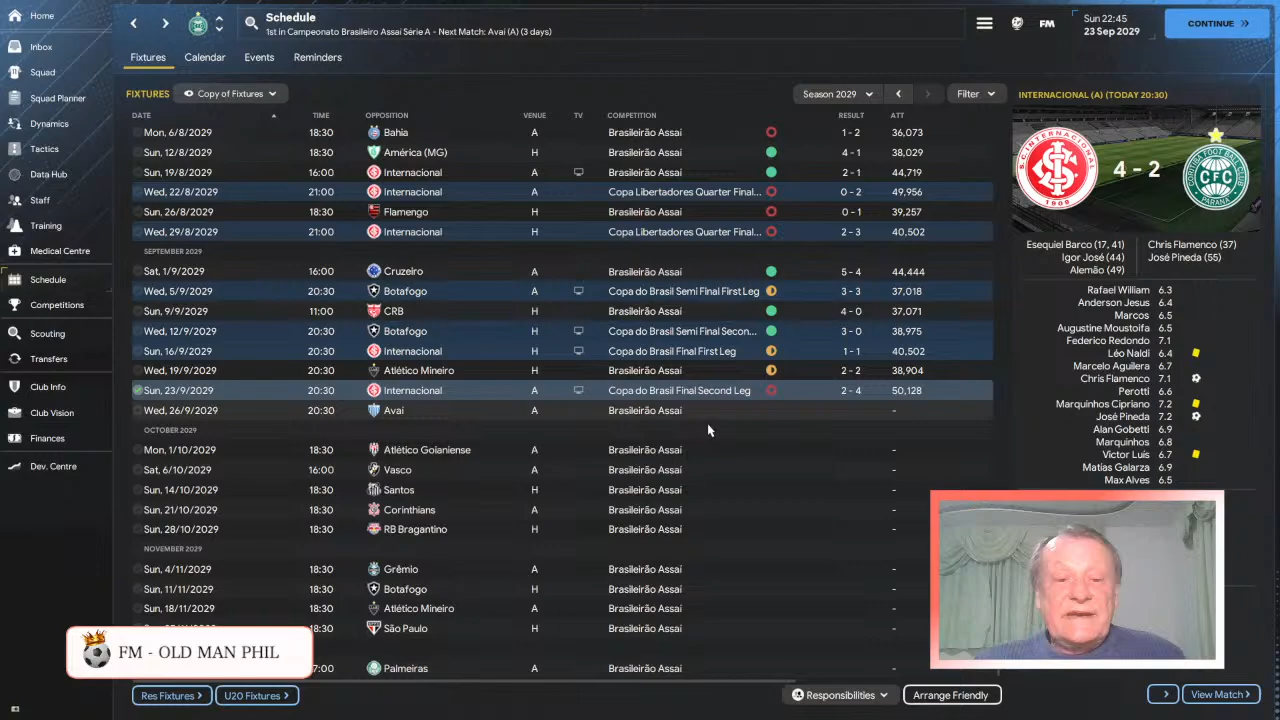 Home
Inbox
Squad
Squad Planner
Dynamics
Tactics
Data Hub
Staff
Training
Medical Centre
Schedule
Competitions
Scouting
Transfers
Club Info
Club Vision
Finances
Dev. Centre
Schedule
1st in Campeonato Brasileiro Assaí Série A - Next Match: Avaí (A) (3 days)
FM
Sun 22:45
23 Sep 2029
CONTINUE
Fixtures Calendar Events Reminders
FIXTURES Copy of Fixtures Season 2029 Filter
DATE TIME OPPOSITION VENUE TV COMPETITION RESULT ATT
Mon, 6/8/2029 18:30 Bahia A Brasileirão Assaí 1 - 2 36,073
Sun, 12/8/2029 18:30 América (MG) H Brasileirão Assaí 4 - 1 38,029
Sun, 19/8/2029 16:00 Internacional A Brasileirão Assaí 2 - 1 44,719
Wed, 22/8/2029 21:00 Internacional A Copa Libertadores Quarter Final... 0 - 2 49,956
Sun, 26/8/2029 18:30 Flamengo H Brasileirão Assaí 0 - 1 39,257
Wed, 29/8/2029 21:00 Internacional H Copa Libertadores Quarter Final... 2 - 3 40,502
SEPTEMBER 2029
Sat, 1/9/2029 16:00 Cruzeiro A Brasileirão Assaí 5 - 4 44,444
Wed, 5/9/2029 20:30 Botafogo A Copa do Brasil Semi Final First Leg 3 - 3 37,018
Sun, 9/9/2029 11:00 CRB H Brasileirão Assaí 4 - 0 37,071
Wed, 12/9/2029 20:30 Botafogo H Copa do Brasil Semi Final Secon... 3 - 0 38,975
Sun, 16/9/2029 20:30 Internacional H Copa do Brasil Final First Leg 1 - 1 40,502
Wed, 19/9/2029 20:30 Atlético Mineiro H Brasileirão Assaí 2 - 2 38,904
Sun, 23/9/2029 20:30 Internacional A Copa do Brasil Final Second Leg 2 - 4 50,128
Wed, 26/9/2029 20:30 Avaí A Brasileirão Assaí -
OCTOBER 2029
Mon, 1/10/2029 18:30 Atlético Goianiense A Brasileirão Assaí -
Sat, 6/10/2029 16:00 Vasco A Brasileirão Assaí -
Sun, 14/10/2029 18:30 Santos H Brasileirão Assaí -
Sun, 21/10/2029 18:30 Corinthians A Brasileirão Assaí -
Sun, 28/10/2029 18:30 RB Bragantino H Brasileirão Assaí -
NOVEMBER 2029
Sun, 4/11/2029 18:30 Grêmio A Brasileirão Assaí
Sun, 11/11/2029 18:30 Botafogo H Brasileirão Assaí
Sun, 18/11/2029 18:30 Atlético Mineiro A Brasileirão Assaí
18:30 São Paulo H Brasileirão Assaí
7:00 Palmeiras A Brasileirão Assaí
Res Fixtures U20 Fixtures Responsibilities Arrange Friendly
INTERNACIONAL (A) (TODAY 20:30)
S.C. INTERNACIONAL 1909
4 - 2
CORITIBA FOOT BALL CLUB CFC PARANÁ
Esequiel Barco (17, 41) Chris Flamenco (37)
Igor José (44) José Pineda (55)
Alemão (49)
Rafael William 6.3
Anderson Jesus 6.4
Marcos 6.5
Augustine Moustoifa 6.5
Federico Redondo 7.1
Léo Naldi 6.4
Marcelo Aguilera 6.7
Chris Flamenco 7.1
Perotti 6.6
Marquinhos Cipriano 7.2
José Pineda 7.2
Alan Gobetti 6.9
Marquinhos 6.8
Victor Luís 6.7
Matías Galarza 6.9
Max Alves 6.5
View Match
FM - OLD MAN PHIL